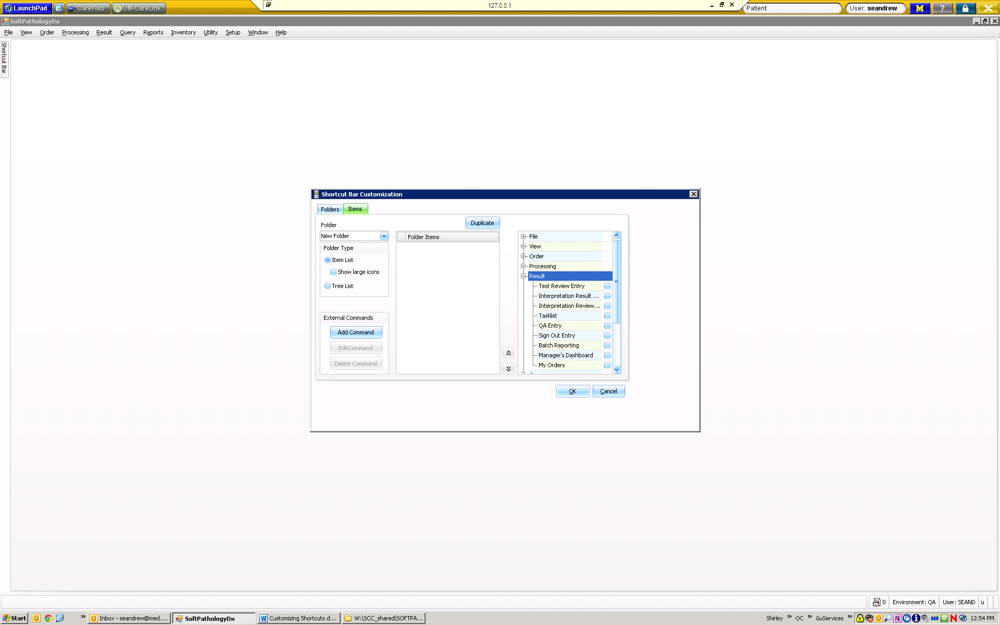 LaunchPad CareWeb UM-CareLink 127.0.0.1 Patient: User: seandrew M ?
SoftPathologyDx
File View Order Processing Result Query Reports Inventory Utility Setup Window Help
Shortcut Bar
Shortcut Bar Customization
Folders Items
Folder
Duplicate
New Folder
Folder Type
Item List
Show large icons
Tree List
External Commands
Add Command
EditCommand
Delete Command
Folder Items
File
View
Order
Processing
Result
Test Review Entry
Interpretation Result ...
Interpretation Review...
Tasklist
QA Entry
Sign Out Entry
Batch Reporting
Manager's Dashboard
My Orders
OK Cancel
0 Environment: QA User: SEAND u
Start Inbox - seandrew@med.... SoftPathologyDx Customizing Shortcuts.d... W:\SCC_shared\SOFTPA... Shirley OC GuServices 12:54 PM